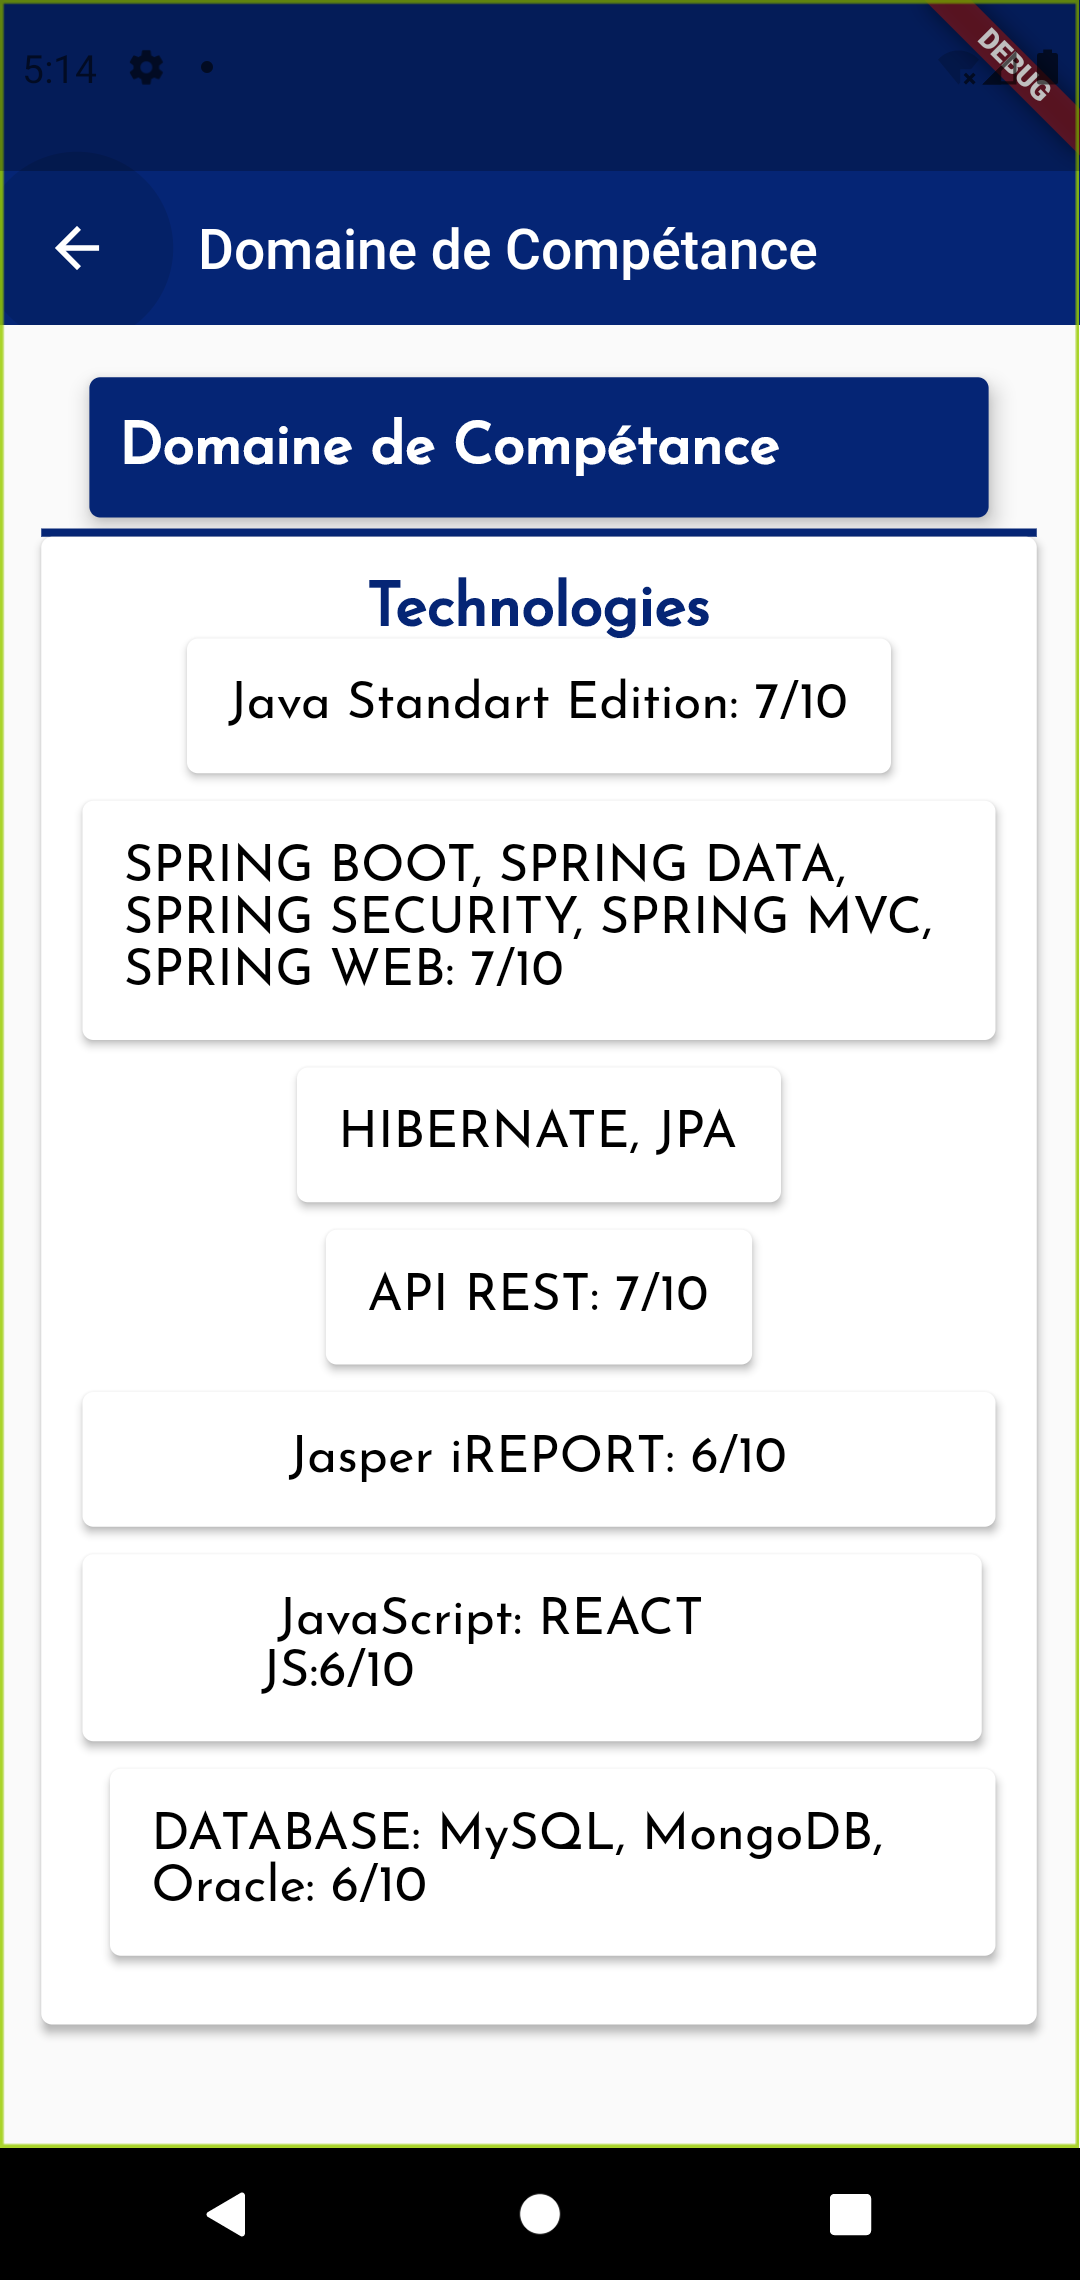 5:14
DEBUG
Domaine de Compétance
Domaine de Compétance
Technologies
Java Standart Edition: 7/10
SPRING BOOT, SPRING DATA,
SPRING SECURITY, SPRING MVC,
SPRING WEB: 7/10
HIBERNATE, JPA
API REST: 7/10
Jasper iREPORT: 6/10
JavaScript: REACT
JS:6/10
DATABASE: MySQL, MongoDB,
Oracle: 6/10